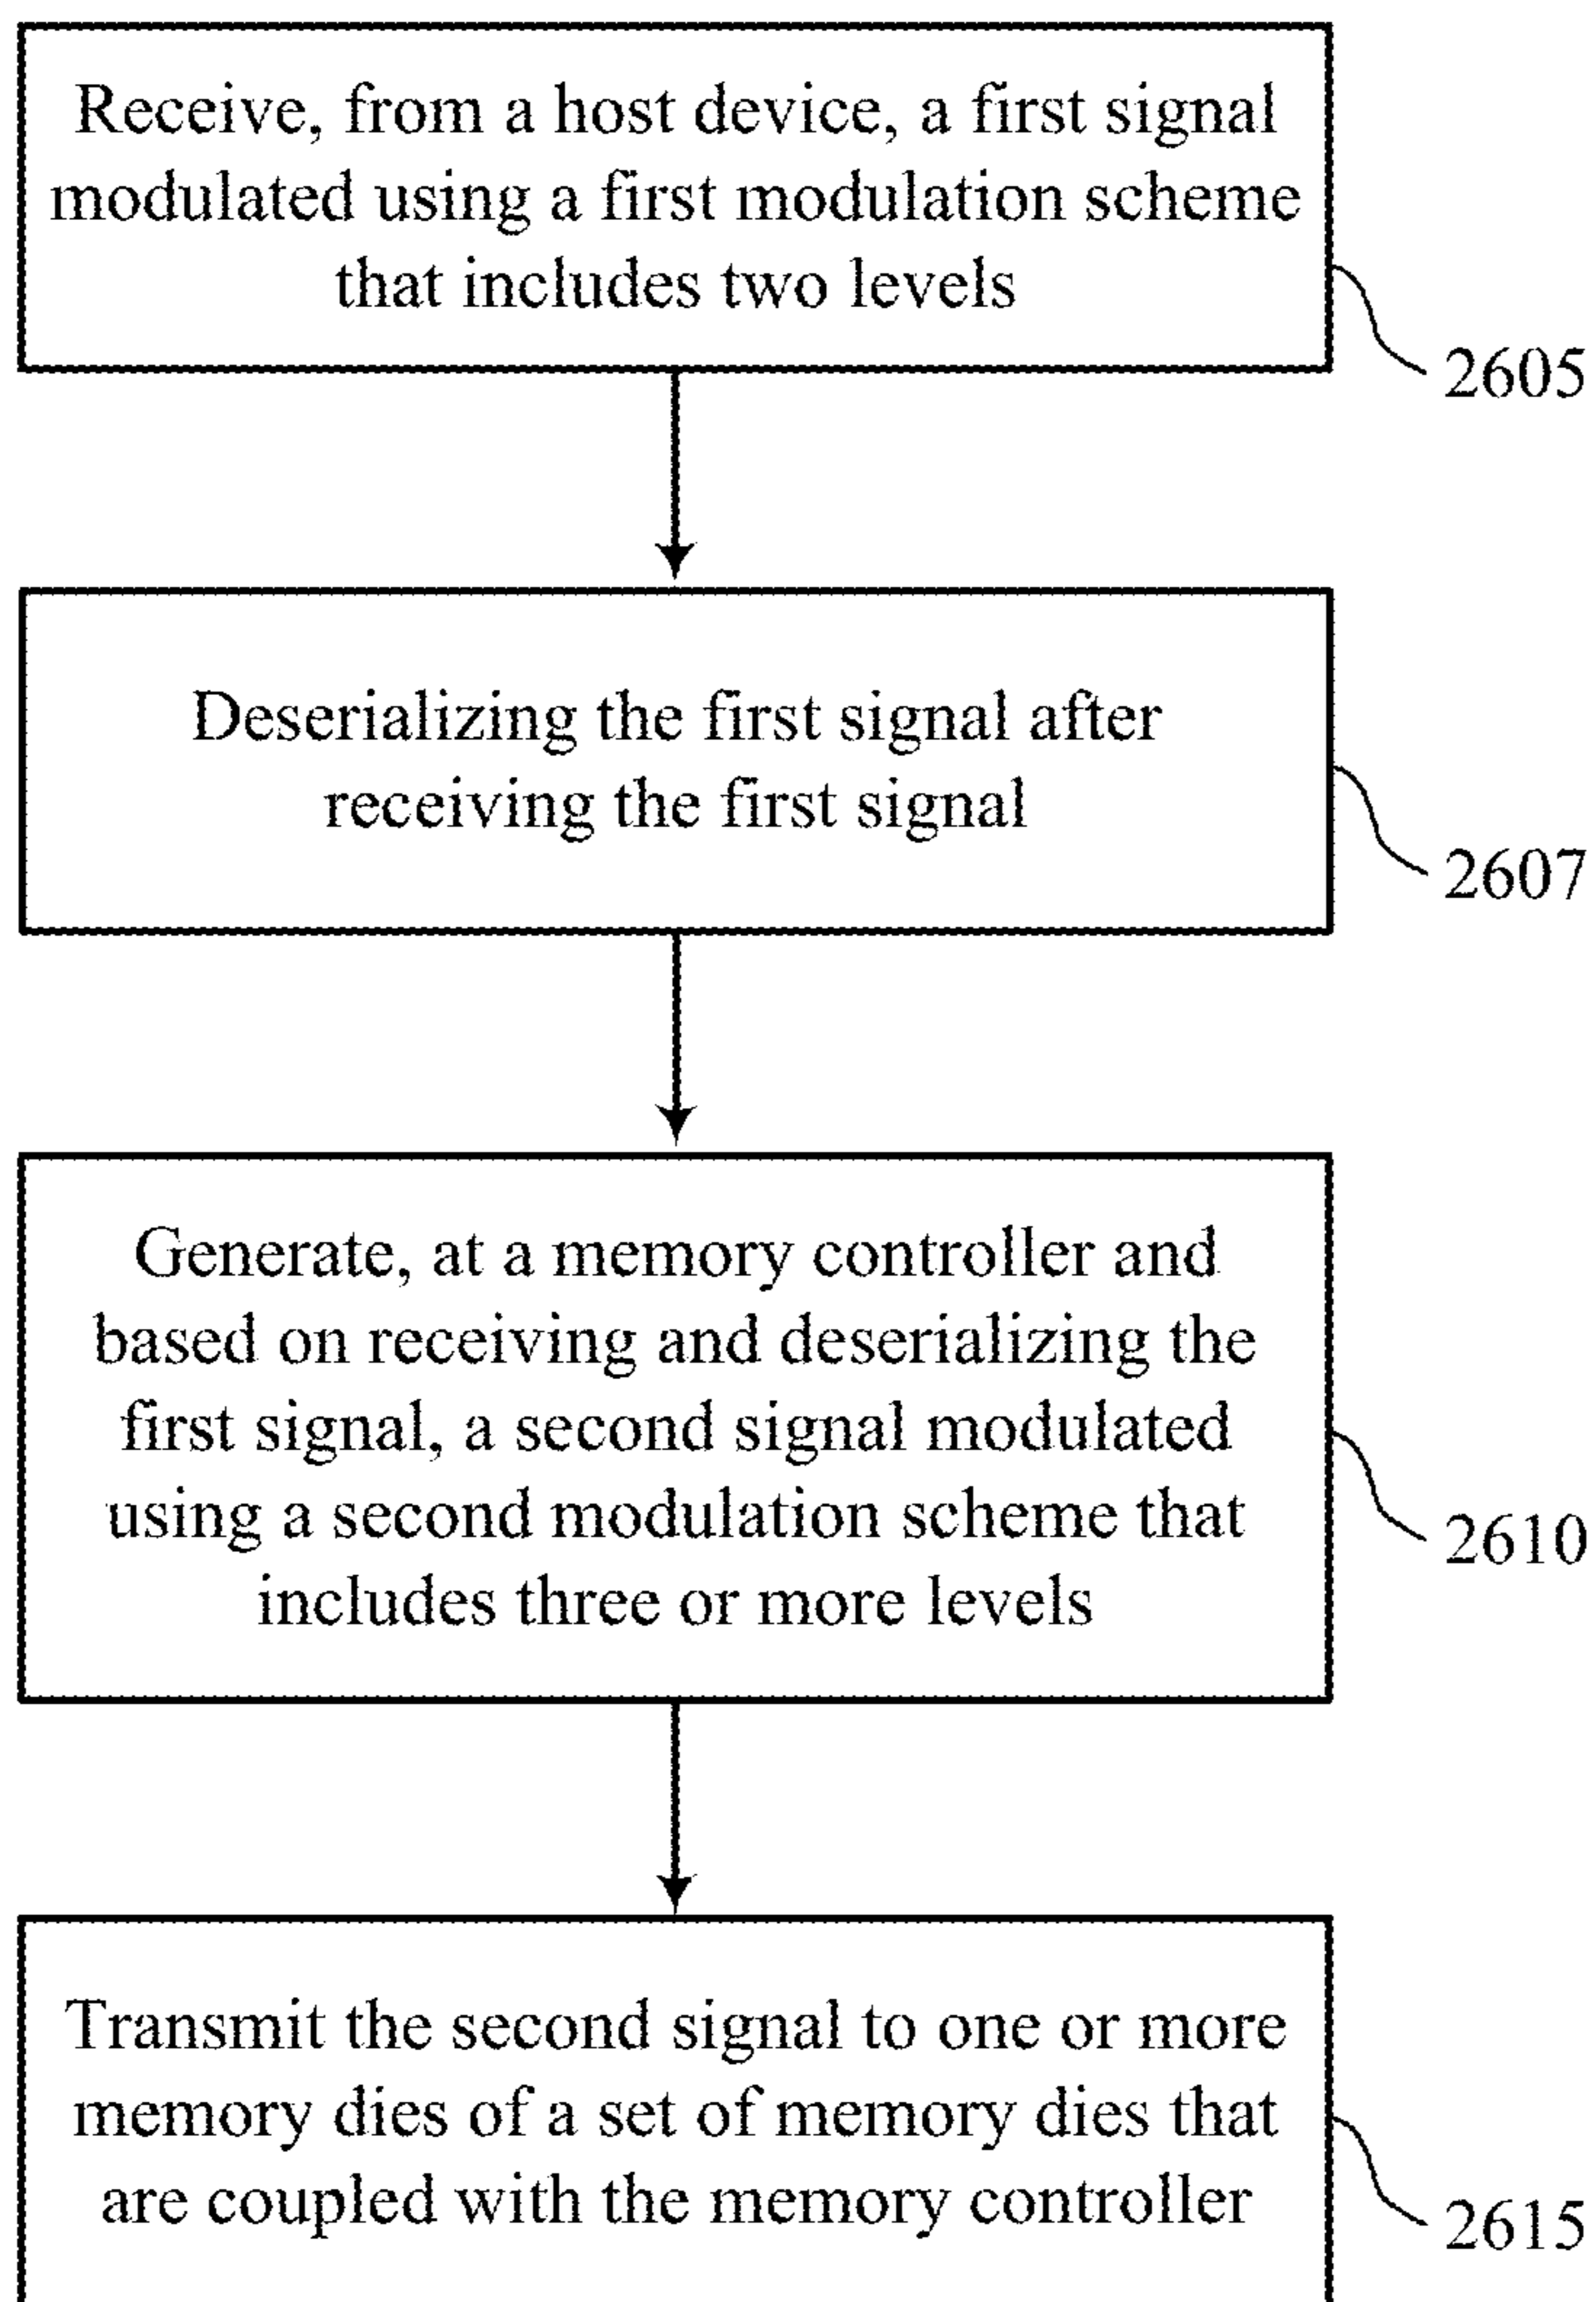 Receive, from a host device, a first signal
modulated using a first modulation scheme
that includes two levels
2605
Deserializing the first signal after
receiving the first signal
2607
Generate, at a memory controller and
based on receiving and deserializing the
first signal, a second signal modulated
using a second modulation scheme that
includes three or more levels
2610
Transmit the second signal to one or more
memory dies of a set of memory dies that
are coupled with the memory controller
2615